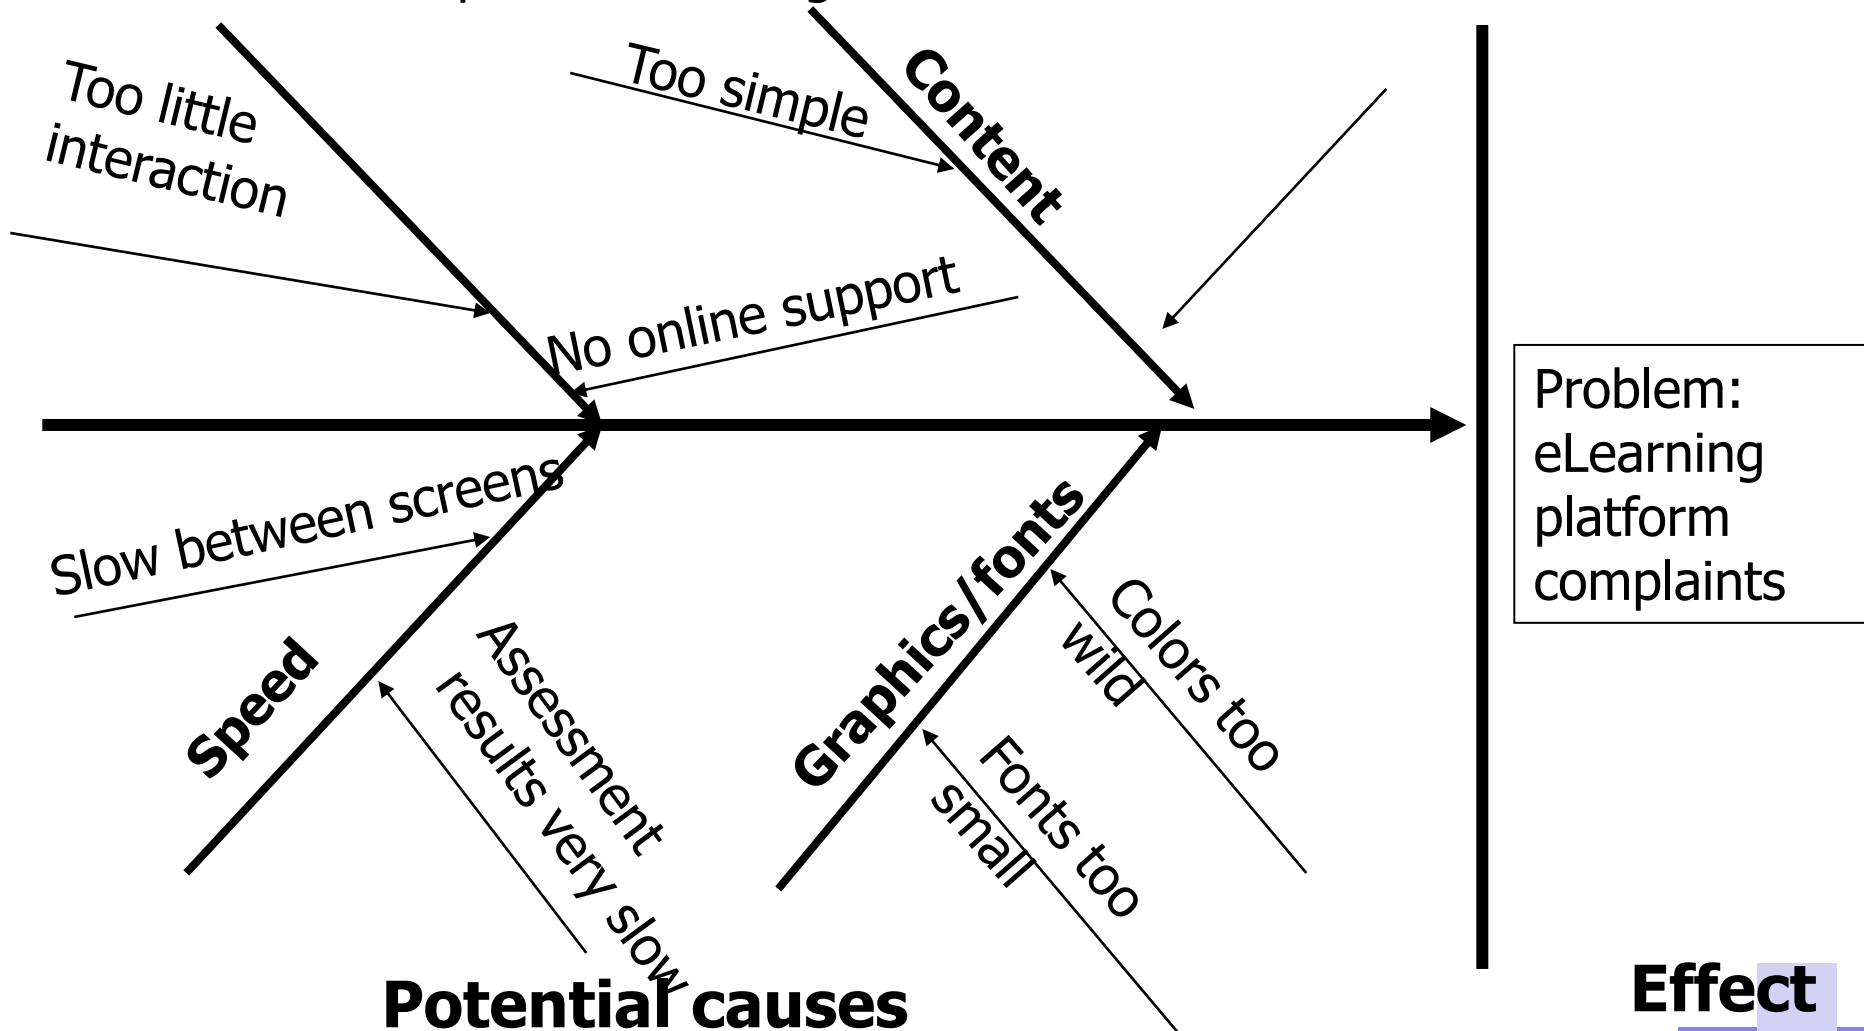 Too little
interaction
Too simple
Content
No online support
Problem:
eLearning
platform
complaints
Slow between screens
Speed
Assessment
results very slow
Graphics/fonts
Colors too
wild
Fonts too
small
Potential causes
Effect